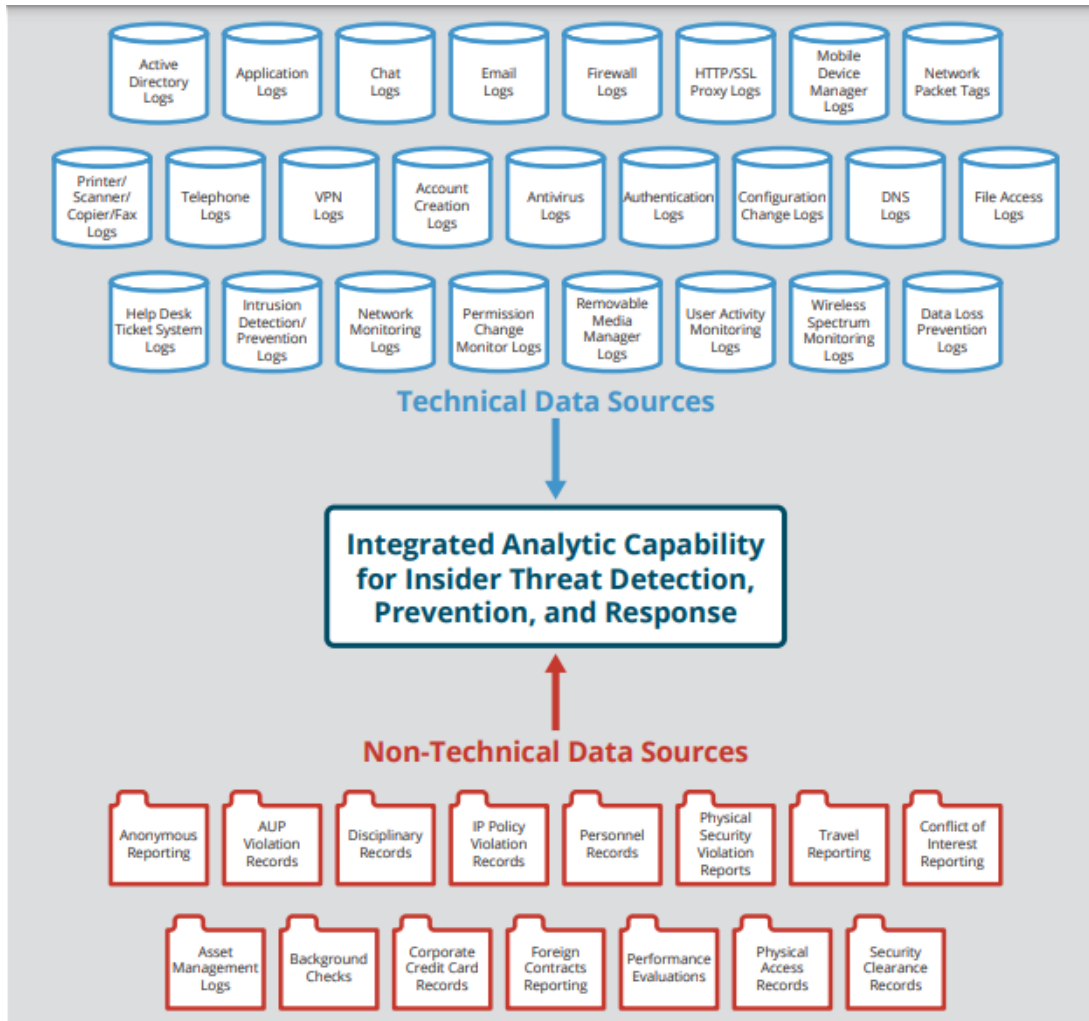 Active
Directory
Logs
Application
Logs
Chat
Logs
Email
Logs
Firewall
Logs
HTTP/SSL
Proxy Logs
Mobile
Device
Manager
Logs
Network
Packet Tags
Printer/
Scanner/
Copier/Fax
Logs
Telephone
Logs
VPN
Logs
Account
Creation
Logs
Antivirus
Logs
Authentication
Logs
Configuration
Change Logs
DNS
Logs
File Access
Logs
Help Desk
Ticket System
Logs
Intrusion
Detection/
Prevention
Logs
Network
Monitoring
Logs
Permission
Change
Monitor Logs
Removable
Media
Manager
Logs
User Activity
Monitoring
Logs
Wireless
Spectrum
Monitoring
Logs
Data Loss
Prevention
Logs
Technical Data Sources
Integrated Analytic Capability
for Insider Threat Detection,
Prevention, and Response
Non-Technical Data Sources
Anonymous
Reporting
AUP
Violation
Records
Disciplinary
Records
IP Policy
Violation
Records
Personnel
Records
Physical
Security
Violation
Reports
Travel
Reporting
Conflict of
Interest
Reporting
Asset
Management
Logs
Background
Checks
Corporate
Credit Card
Records
Foreign
Contracts
Reporting
Performance
Evaluations
Physical
Access
Records
Security
Clearance
Records